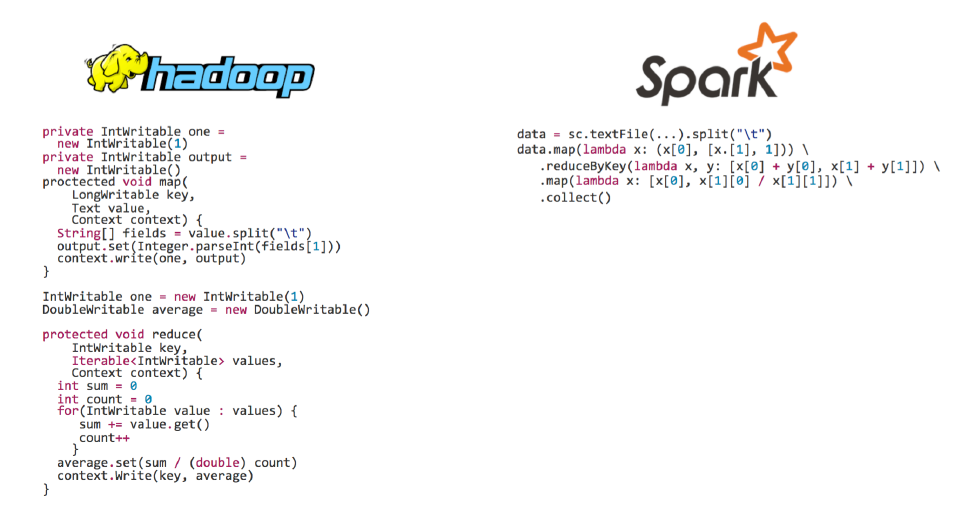 hadoop
private IntWritable one =
new IntWritable(1)
private IntWritable output =
new IntWritable()
proctected void map(
LongWritable key,
Text value,
Context context) {
String[] fields = value.split("\t")
output.set(Integer.parseInt(fields[1]))
context.write(one, output)
}
IntWritable one = new IntWritable(1)
DoubleWritable average = new DoubleWritable()
protected void reduce(
IntWritable key,
Iterable<IntWritable> values,
Context context) {
int sum = 0
int count = 0
for(IntWritable value : values) {
sum += value.get()
count++
}
average.set(sum / (double) count)
context.Write(key, average)
}
Spark
data = sc.textFile(...).split("\t")
data.map(lambda x: (x[0], [x.[1], 1])) \
.reduceByKey(lambda x, y: [x[0] + y[0], x[1] + y[1]]) \
.map(lambda x: [x[0], x[1][0] / x[1][1]]) \
.collect()